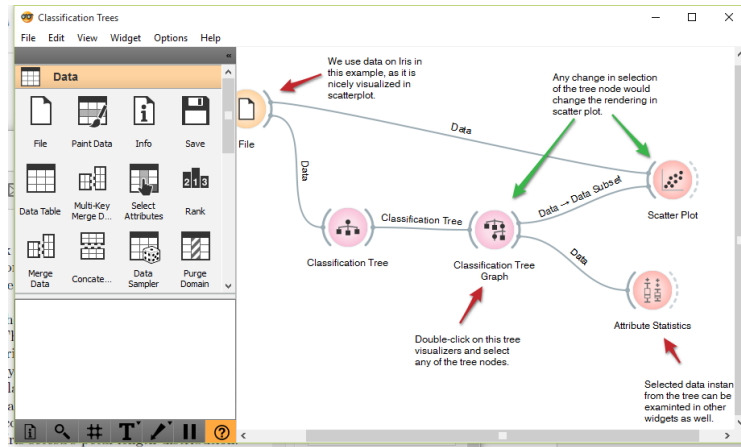 Classification Trees
File Edit View Widget Options Help
Data
File
Paint Data
Info
Save
Data Table
Multi-Key
Merge D...
Select
Attributes
Rank
Merge
Data
Concate...
Data
Sampler
Purge
Domain
We use data on Iris in
this example, as it is
nicely visualized in
scatterplot.
Any change in selection
of the tree node would
change the rendering in
scatter plot.
File
Data
Data
Classification Tree
Classification Tree
Classification Tree
Graph
Data → Data Subset
Scatter Plot
Data
Attribute Statistics
Double-click on this tree
visualizers and select
any of the tree nodes.
Selected data instan
from the tree can be
examinted in other
widgets as well.